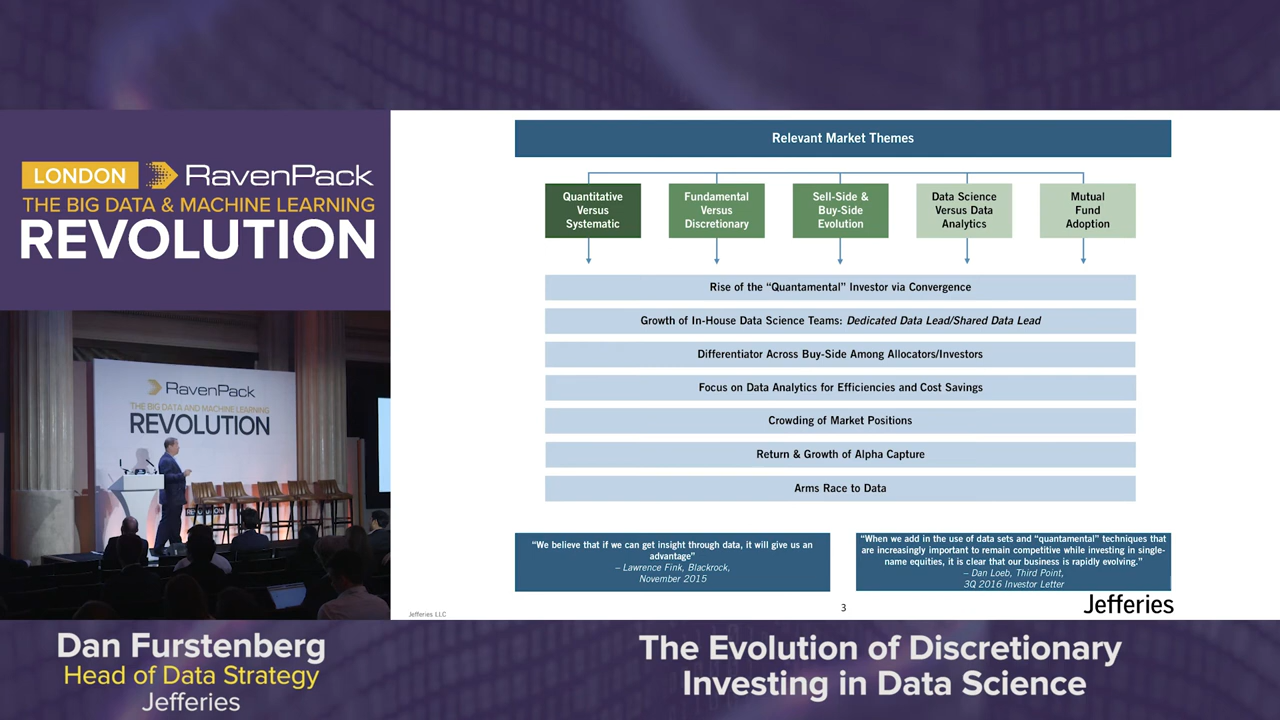 LONDON RavenPack
THE BIG DATA & MACHINE LEARNING
REVOLUTION
RavenPack
THE BIG DATA AND MACHINE LEARNING
REVOLUTION
REVOLUTION
Relevant Market Themes
Quantitative
Versus
Systematic
Fundamental
Versus
Discretionary
Sell-Side &
Buy-Side
Evolution
Data Science
Versus Data
Analytics
Mutual
Fund
Adoption
Rise of the “Quantamental” Investor via Convergence
Growth of In-House Data Science Teams: Dedicated Data Lead/Shared Data Lead
Differentiator Across Buy-Side Among Allocators/Investors
Focus on Data Analytics for Efficiencies and Cost Savings
Crowding of Market Positions
Return & Growth of Alpha Capture
Arms Race to Data
“We believe that if we can get insight through data, it will give us an
advantage”
– Lawrence Fink, Blackrock,
November 2015
“When we add in the use of data sets and “quantamental” techniques that
are increasingly important to remain competitive while investing in single-
name equities, it is clear that our business is rapidly evolving.”
– Dan Loeb, Third Point,
3Q 2016 Investor Letter
Jefferies LLC
3
Jefferies
Dan Furstenberg
Head of Data Strategy
Jefferies
The Evolution of Discretionary
Investing in Data Science